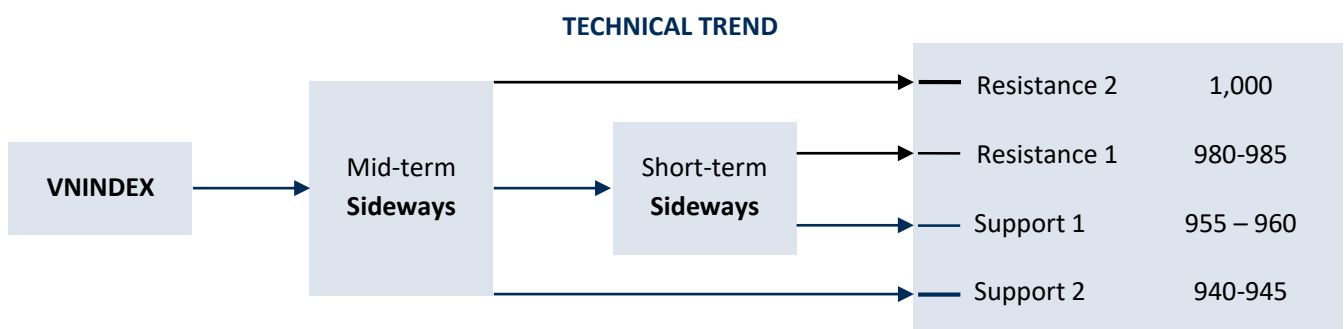 TECHNICAL TREND
VNINDEX
Mid-term
Sideways
Short-term
Sideways
Resistance 2 1,000
Resistance 1 980-985
Support 1 955 – 960
Support 2 940-945